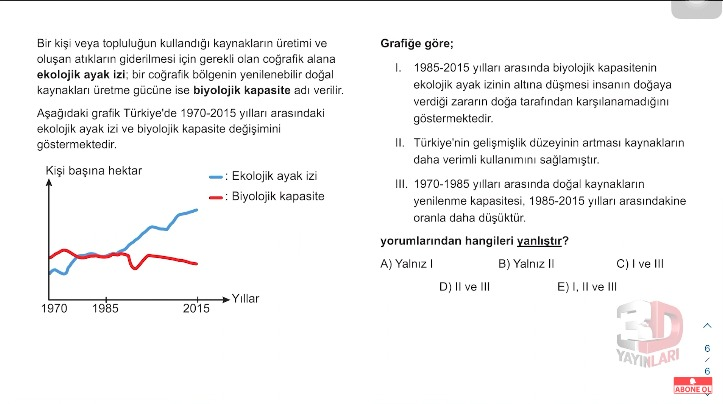 Bir kişi veya topluluğun kullandığı kaynakların üretimi ve
oluşan atıkların giderilmesi için gerekli olan coğrafik alana
ekolojik ayak izi; bir coğrafik bölgenin yenilenebilir doğal
kaynakları üretme gücüne ise biyolojik kapasite adı verilir.
Aşağıdaki grafik Türkiye'de 1970-2015 yılları arasındaki
ekolojik ayak izi ve biyolojik kapasite değişimini
göstermektedir.
Kişi başına hektar
: Ekolojik ayak izi
: Biyolojik kapasite
Yıllar
1970 1985 2015
Grafiğe göre;
I. 1985-2015 yılları arasında biyolojik kapasitenin
ekolojik ayak izinin altına düşmesi insanın doğaya
verdiği zararın doğa tarafından karşılanamadığını
göstermektedir.
II. Türkiye'nin gelişmişlik düzeyinin artması kaynakların
daha verimli kullanımını sağlamıştır.
III. 1970-1985 yılları arasında doğal kaynakların
yenilenme kapasitesi, 1985-2015 yılları arasındakine
oranla daha düşüktür.
yorumlarından hangileri yanlıştır?
A) Yalnız I B) Yalnız II C) I ve III
D) II ve III E) I, II ve III
3D
YAYINLARI
6
/
6
ABONE OL